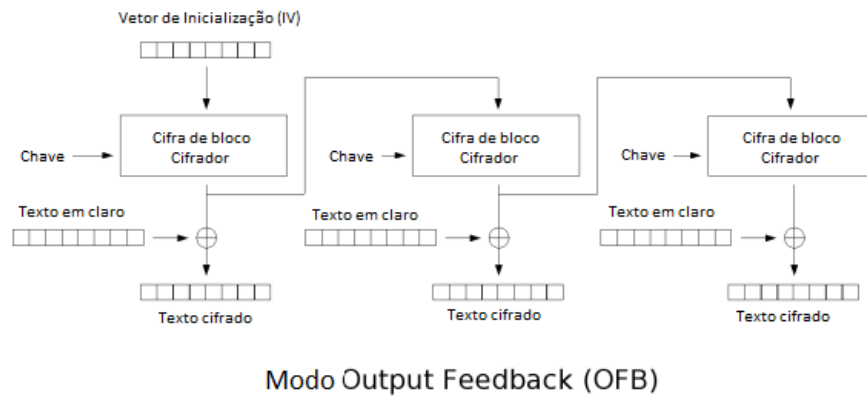 Vetor de Inicialização (IV)
Cifra de bloco
Cifrador
Chave
Cifra de bloco
Cifrador
Chave
Cifra de bloco
Cifrador
Chave
Texto em claro
Texto em claro
Texto em claro
Texto cifrado
Texto cifrado
Texto cifrado
Modo Output Feedback (OFB)